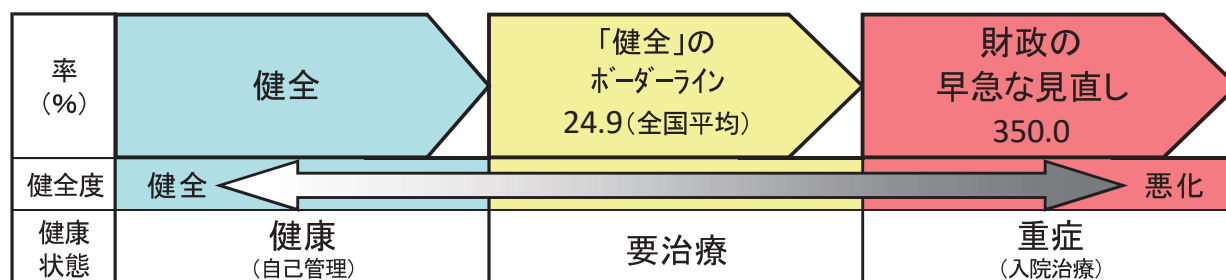 率
(%)
健全
「健全」の
ボーダーライン
24.9(全国平均)
財政の
早急な見直し
350.0
健全度
健全
悪化
健康
状態
健康
(自己管理)
要治療
重症
(入院治療)